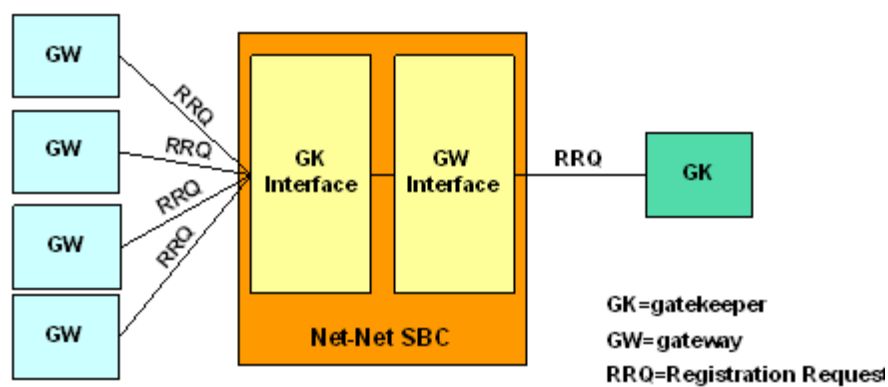 GW
RRQ
GW
RRQ
GW
RRQ
GW
RRQ
GK
Interface
GW
Interface
Net-Net SBC
RRQ
GK
GK=gatekeeper
GW=gateway
RRQ=Registration Request